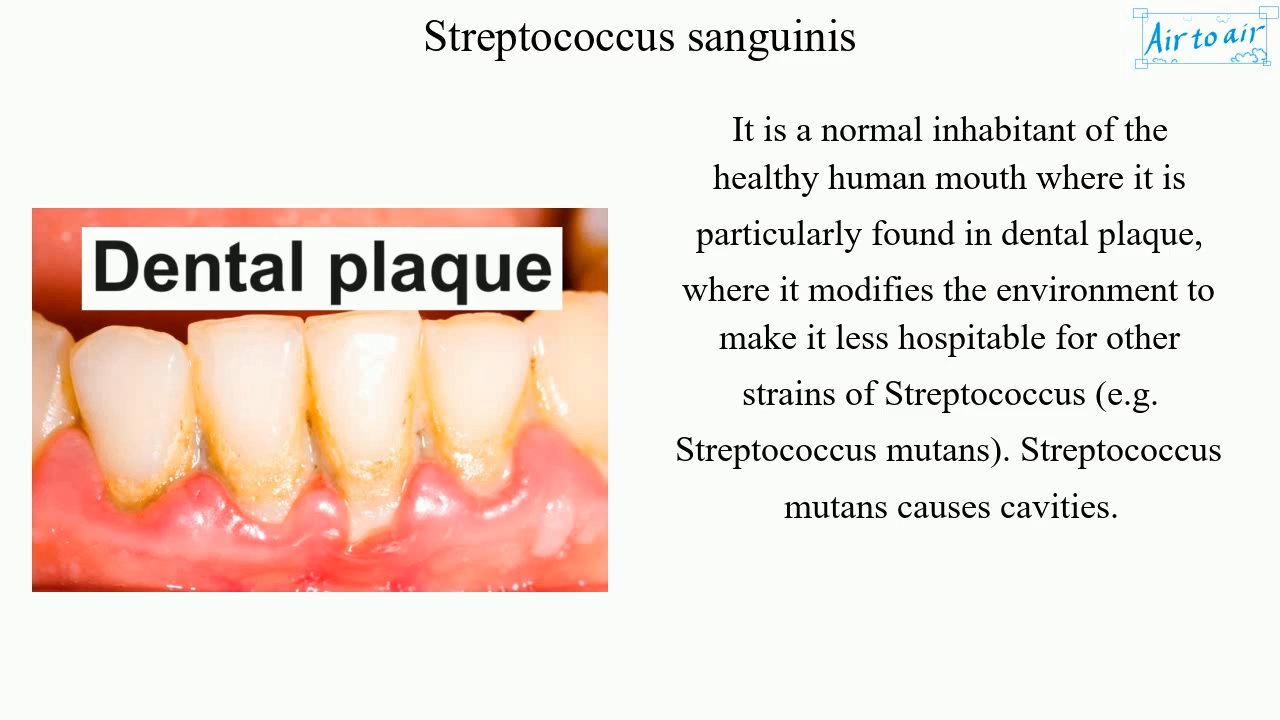 Streptococcus sanguinis
Air to air
It is a normal inhabitant of the
healthy human mouth where it is
particularly found in dental plaque,
where it modifies the environment to
make it less hospitable for other
strains of Streptococcus (e.g.
Streptococcus mutans). Streptococcus
mutans causes cavities.
Dental plaque